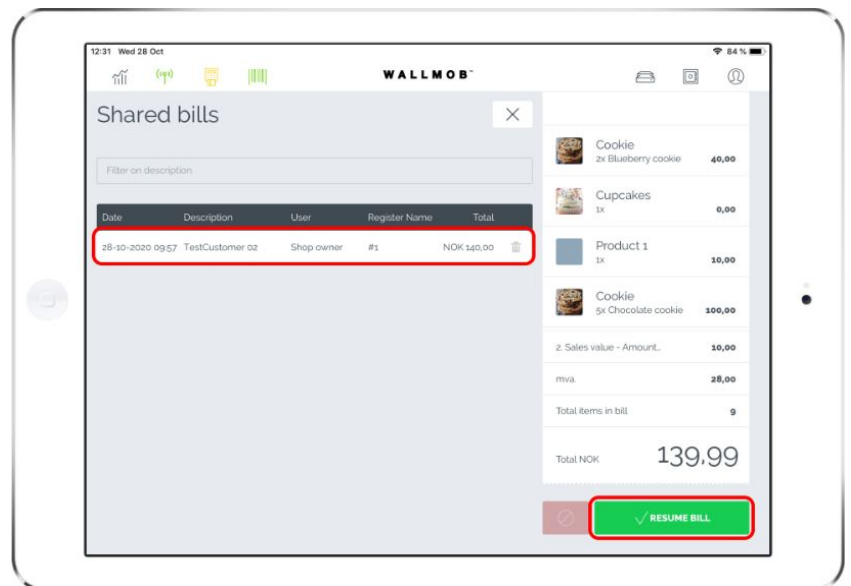 12:31 Wed 28 Oct
84 %
WALLMOB™
Shared bills
Filter on description
Date Description User Register Name Total
28-10-2020 09:57 TestCustomer 02 Shop owner #1 NOK 140,00
Cookie
2x Blueberry cookie 40,00
Cupcakes
1x 0,00
Product 1
1x 10,00
Cookie
5x Chocolate cookie 100,00
2. Sales value - Amount.. 10,00
mva. 28,00
Total items in bill 9
Total NOK 139,99
RESUME BILL